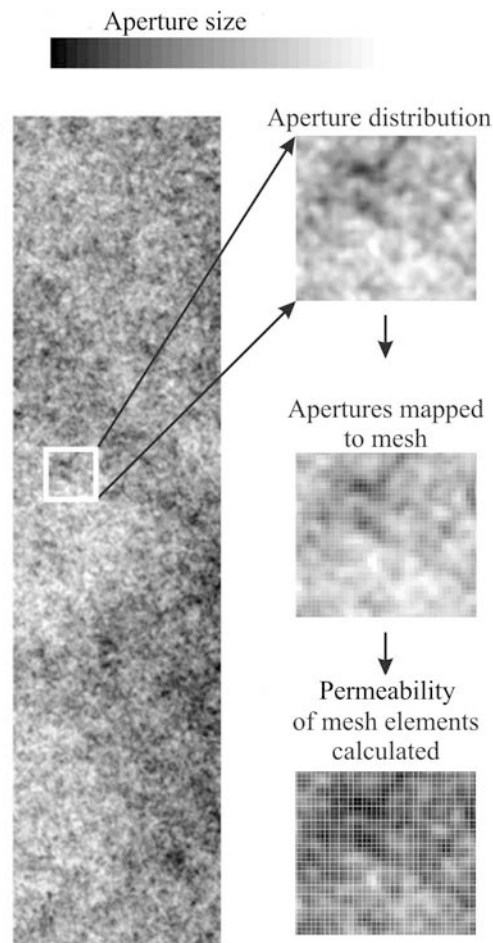 Aperture size
Aperture distribution
Apertures mapped
to mesh
Permeability
of mesh elements
calculated